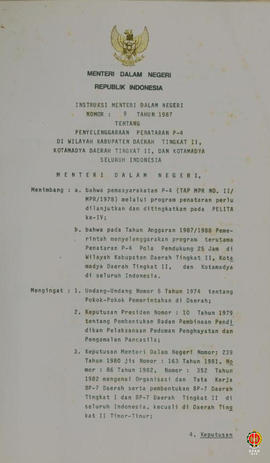 MENTERI DALAM NEGERI
REPUBLIK INDONESIA
INSTRUKSI MENTERI DALAM NEGERI
NOMOR : 9 TAHUN 1987
TENTANG
PENYELENGGARAAN PENATARAN P-4
DI WILAYAH KABUPATEN DAERAH TINGKAT II,
KOTAMADYA DAERAH TINGKAT II, DAN KOTAMADYA
SELURUH INDONESIA
MENTERI DALAM NEGERI,
Menimbang : a. bahwa pemasyarakatan P-4 (TAP MPR NO. II/
MPR/1978) melalui program penataran perlu
dilanjutkan dan ditingkatkan pada PELITA
ke-IV;
b. bahwa pada Tahun Anggaran 1987/1988 Peme-
rintah menyelenggarakan program terutama
Penataran P-4 Pola Pendukung 25 Jam di
Wilayah Kabupaten Daerah Tingkat II, Kota
madya Daerah Tingkat II, dan Kotamadya
di seluruh Indonesia.
Mengingat : 1. Undang-Undang Nomor 5 Tahun 1974 tentang
Pokok-Pokok Pemerintahan di Daerah;
2. Keputusan Presiden Nomor : 10 Tahun 1979
tentang Pembentukan Badan Pembinaan Pendi
dikan Pelaksanaan Pedoman Penghayatan dan
Pengamalan Pancasila;
3. Keputusan Menteri Dalam Negeri Nomor; 239
Tahun 1980 jis Nomor : 163 Tahun 1981, No
mor : 86 Tahun 1982, Nomor : 352 Tahun
1982 mengenai Organisasi dan Tata Kerja
BP-7 Daerah serta pembentukan BP-7 Daerah
Tingkat I dan BP-7 Daerah Tingkat II di
seluruh Indonesia, kecuali di Daerah Ting
kat II Timor-Timur;
4. Keputusan